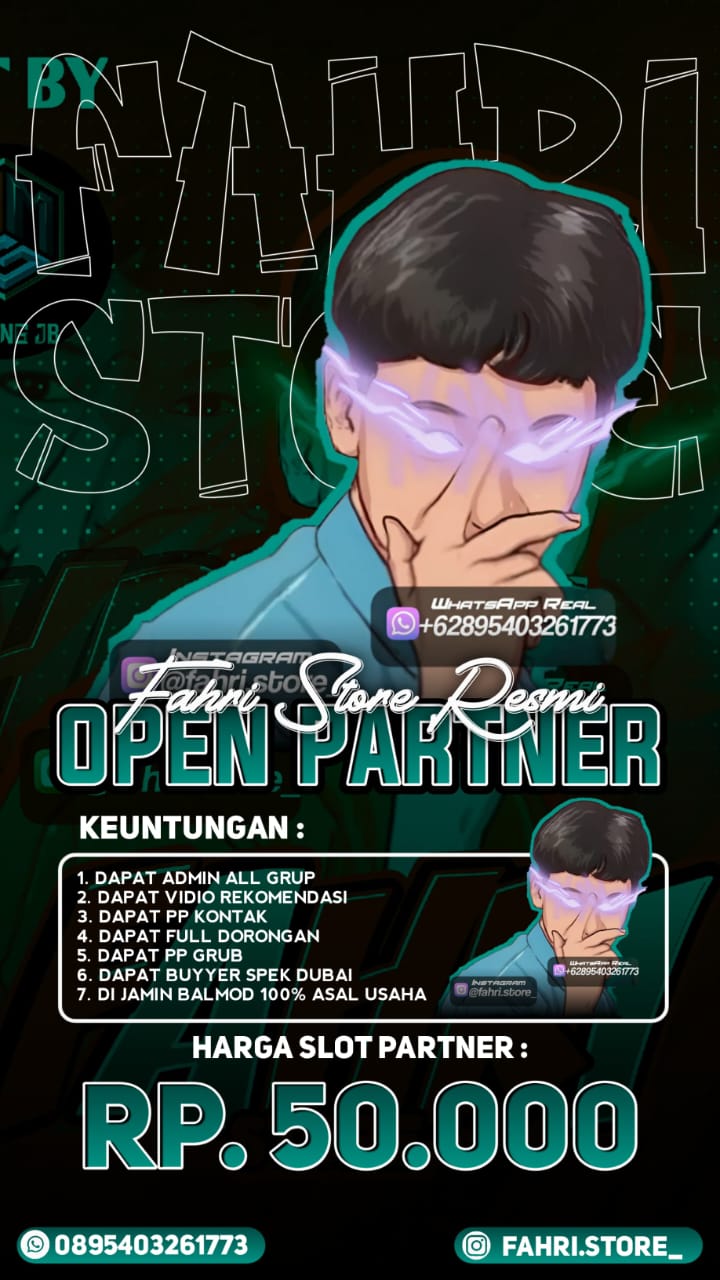 BY
FAHRI
STORE
NG JB
WhatsApp Real
+62895403261773
Instagram
@fahri.store
Fahri Store Resmi
OPEN PARTNER
KEUNTUNGAN :
1. DAPAT ADMIN ALL GRUP
2. DAPAT VIDIO REKOMENDASI
3. DAPAT PP KONTAK
4. DAPAT FULL DORONGAN
5. DAPAT PP GRUB
6. DAPAT BUYYER SPEK DUBAI
7. DI JAMIN BALMOD 100% ASAL USAHA
WhatsApp Real
+62895403261773
Instagram
@fahri.store_
HARGA SLOT PARTNER :
RP. 50.000
0895403261773
FAHRI.STORE_